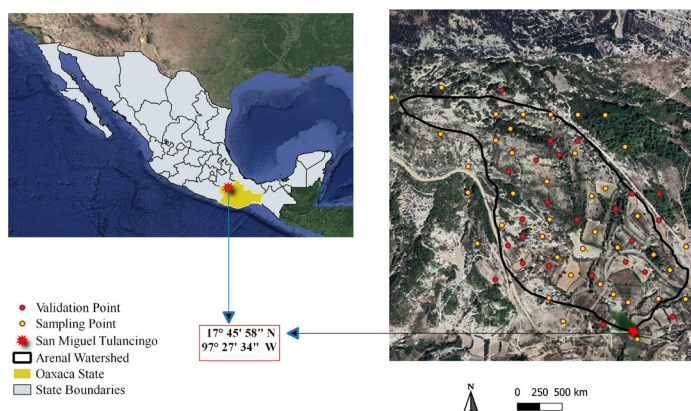 Validation Point
Sampling Point
San Miguel Tulancingo
Arenal Watershed
Oaxaca State
State Boundaries
17° 45' 58" N
97° 27' 34" W
N
0 250 500 km